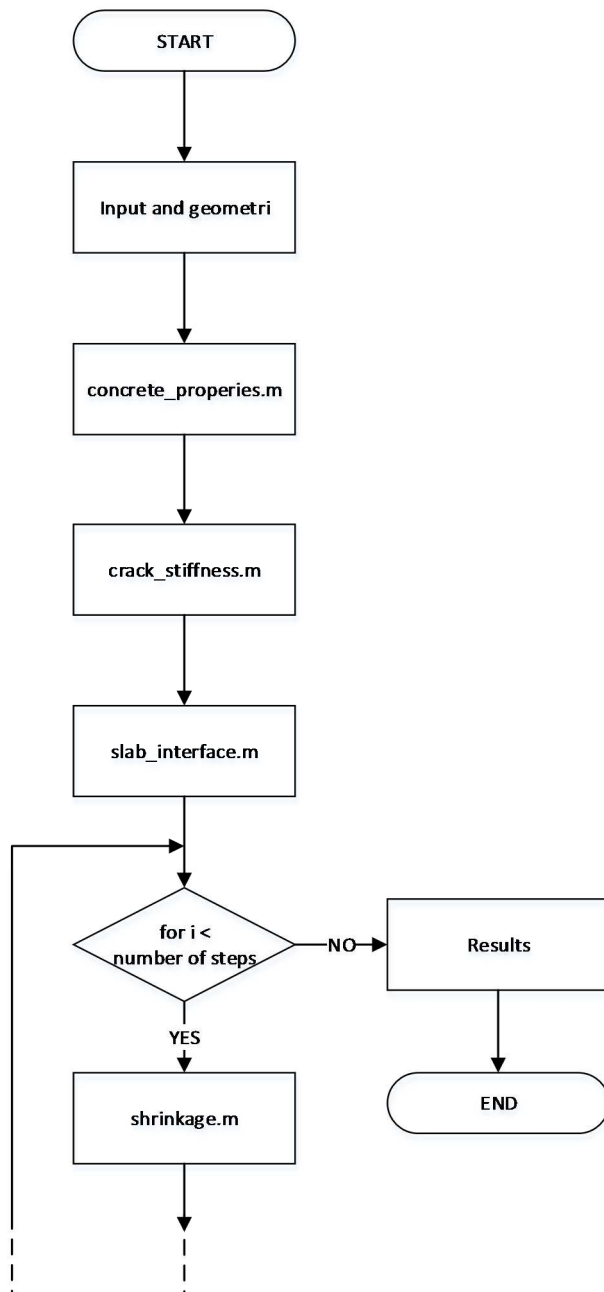 START
Input and geometri
concrete_properies.m
crack_stiffness.m
slab_interface.m
for i <
number of steps
NO
Results
YES
shrinkage.m
END